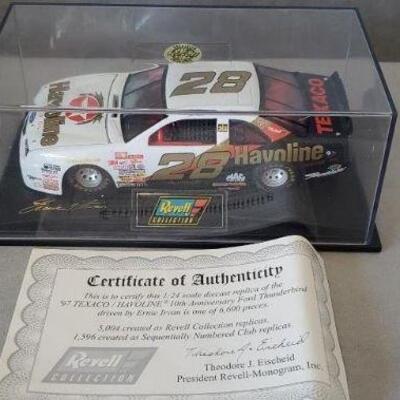 28
Havoline
TEXACO
28
Havoline
MAC
Revell
COLLECTION
Certificate of Authenticity
This is to certify this 1/24 scale diecast replica of the
'97 TEXACO / HAVOLINE® 10th Anniversary Ford Thunderbird
driven by Ernie Irvan is one of 6,600 pieces.
5,004 created as Revell Collection replicas.
1,596 created as Sequentially Numbered Club replicas.
Theodore J. Eischeid
Revell
COLLECTION
Theodore J. Eischeid
President Revell-Monogram, Inc.